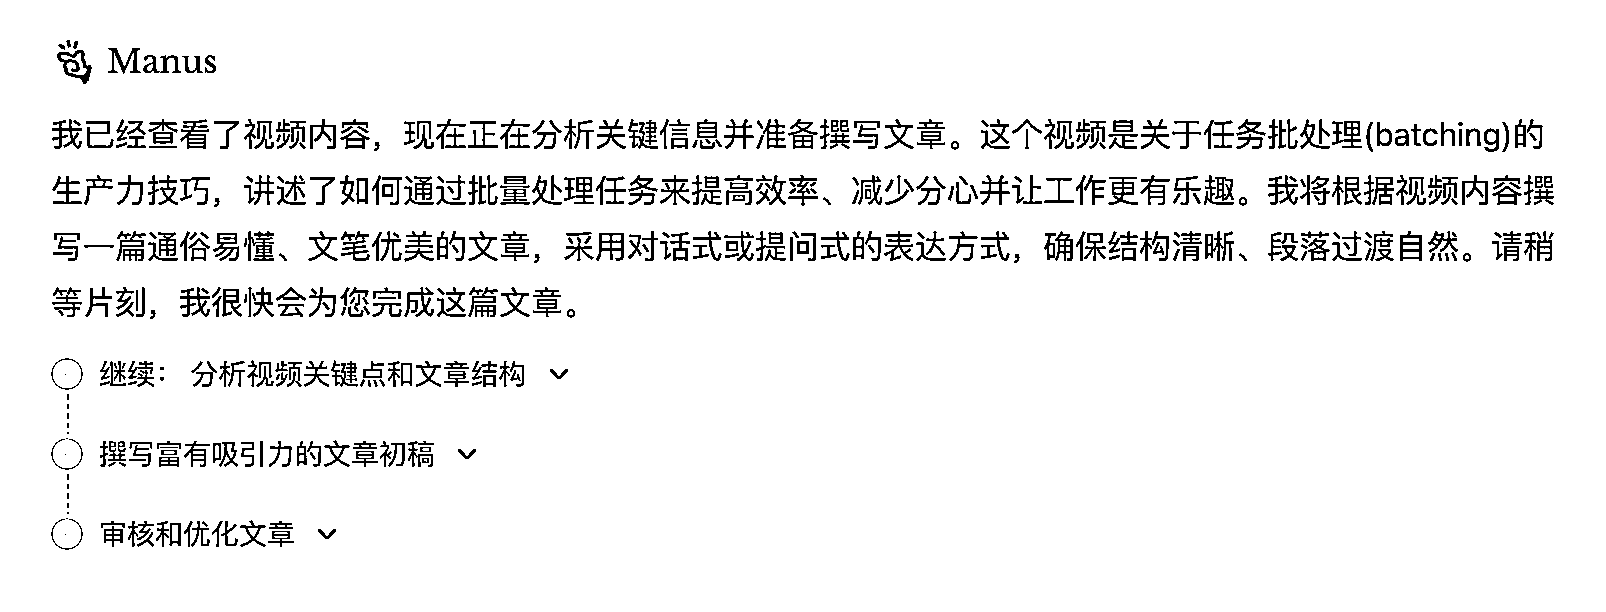 Manus
我已经查看了视频内容，现在正在分析关键信息并准备撰写文章。这个视频是关于任务批处理(batching)的
生产力技巧，讲述了如何通过批量处理任务来提高效率、减少分心并让工作更有乐趣。我将根据视频内容撰
写一篇通俗易懂、文笔优美的文章，采用对话式或提问式的表达方式，确保结构清晰、段落过渡自然。请稍
等片刻，我很快会为您完成这篇文章。
继续： 分析视频关键点和文章结构
撰写富有吸引力的文章初稿
审核和优化文章